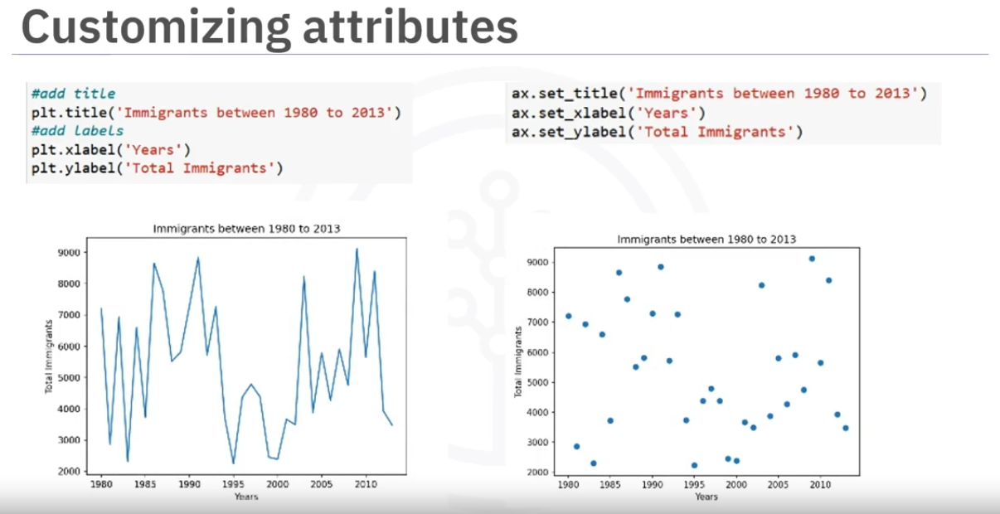 Customizing attributes
#add title
plt.title('Immigrants between 1980 to 2013')
#add labels
plt.xlabel('Years')
plt.ylabel('Total Immigrants')
ax.set_title('Immigrants between 1980 to 2013')
ax.set_xlabel('Years')
ax.set_ylabel('Total Immigrants')
Immigrants between 1980 to 2013
Total Immigrants
9000
8000
7000
6000
5000
4000
3000
2000
1980 1985 1990 1995 2000 2005 2010
Years
Immigrants between 1980 to 2013
Total Immigrants
9000
8000
7000
6000
5000
4000
3000
2000
1980 1985 1990 1995 2000 2005 2010
Years